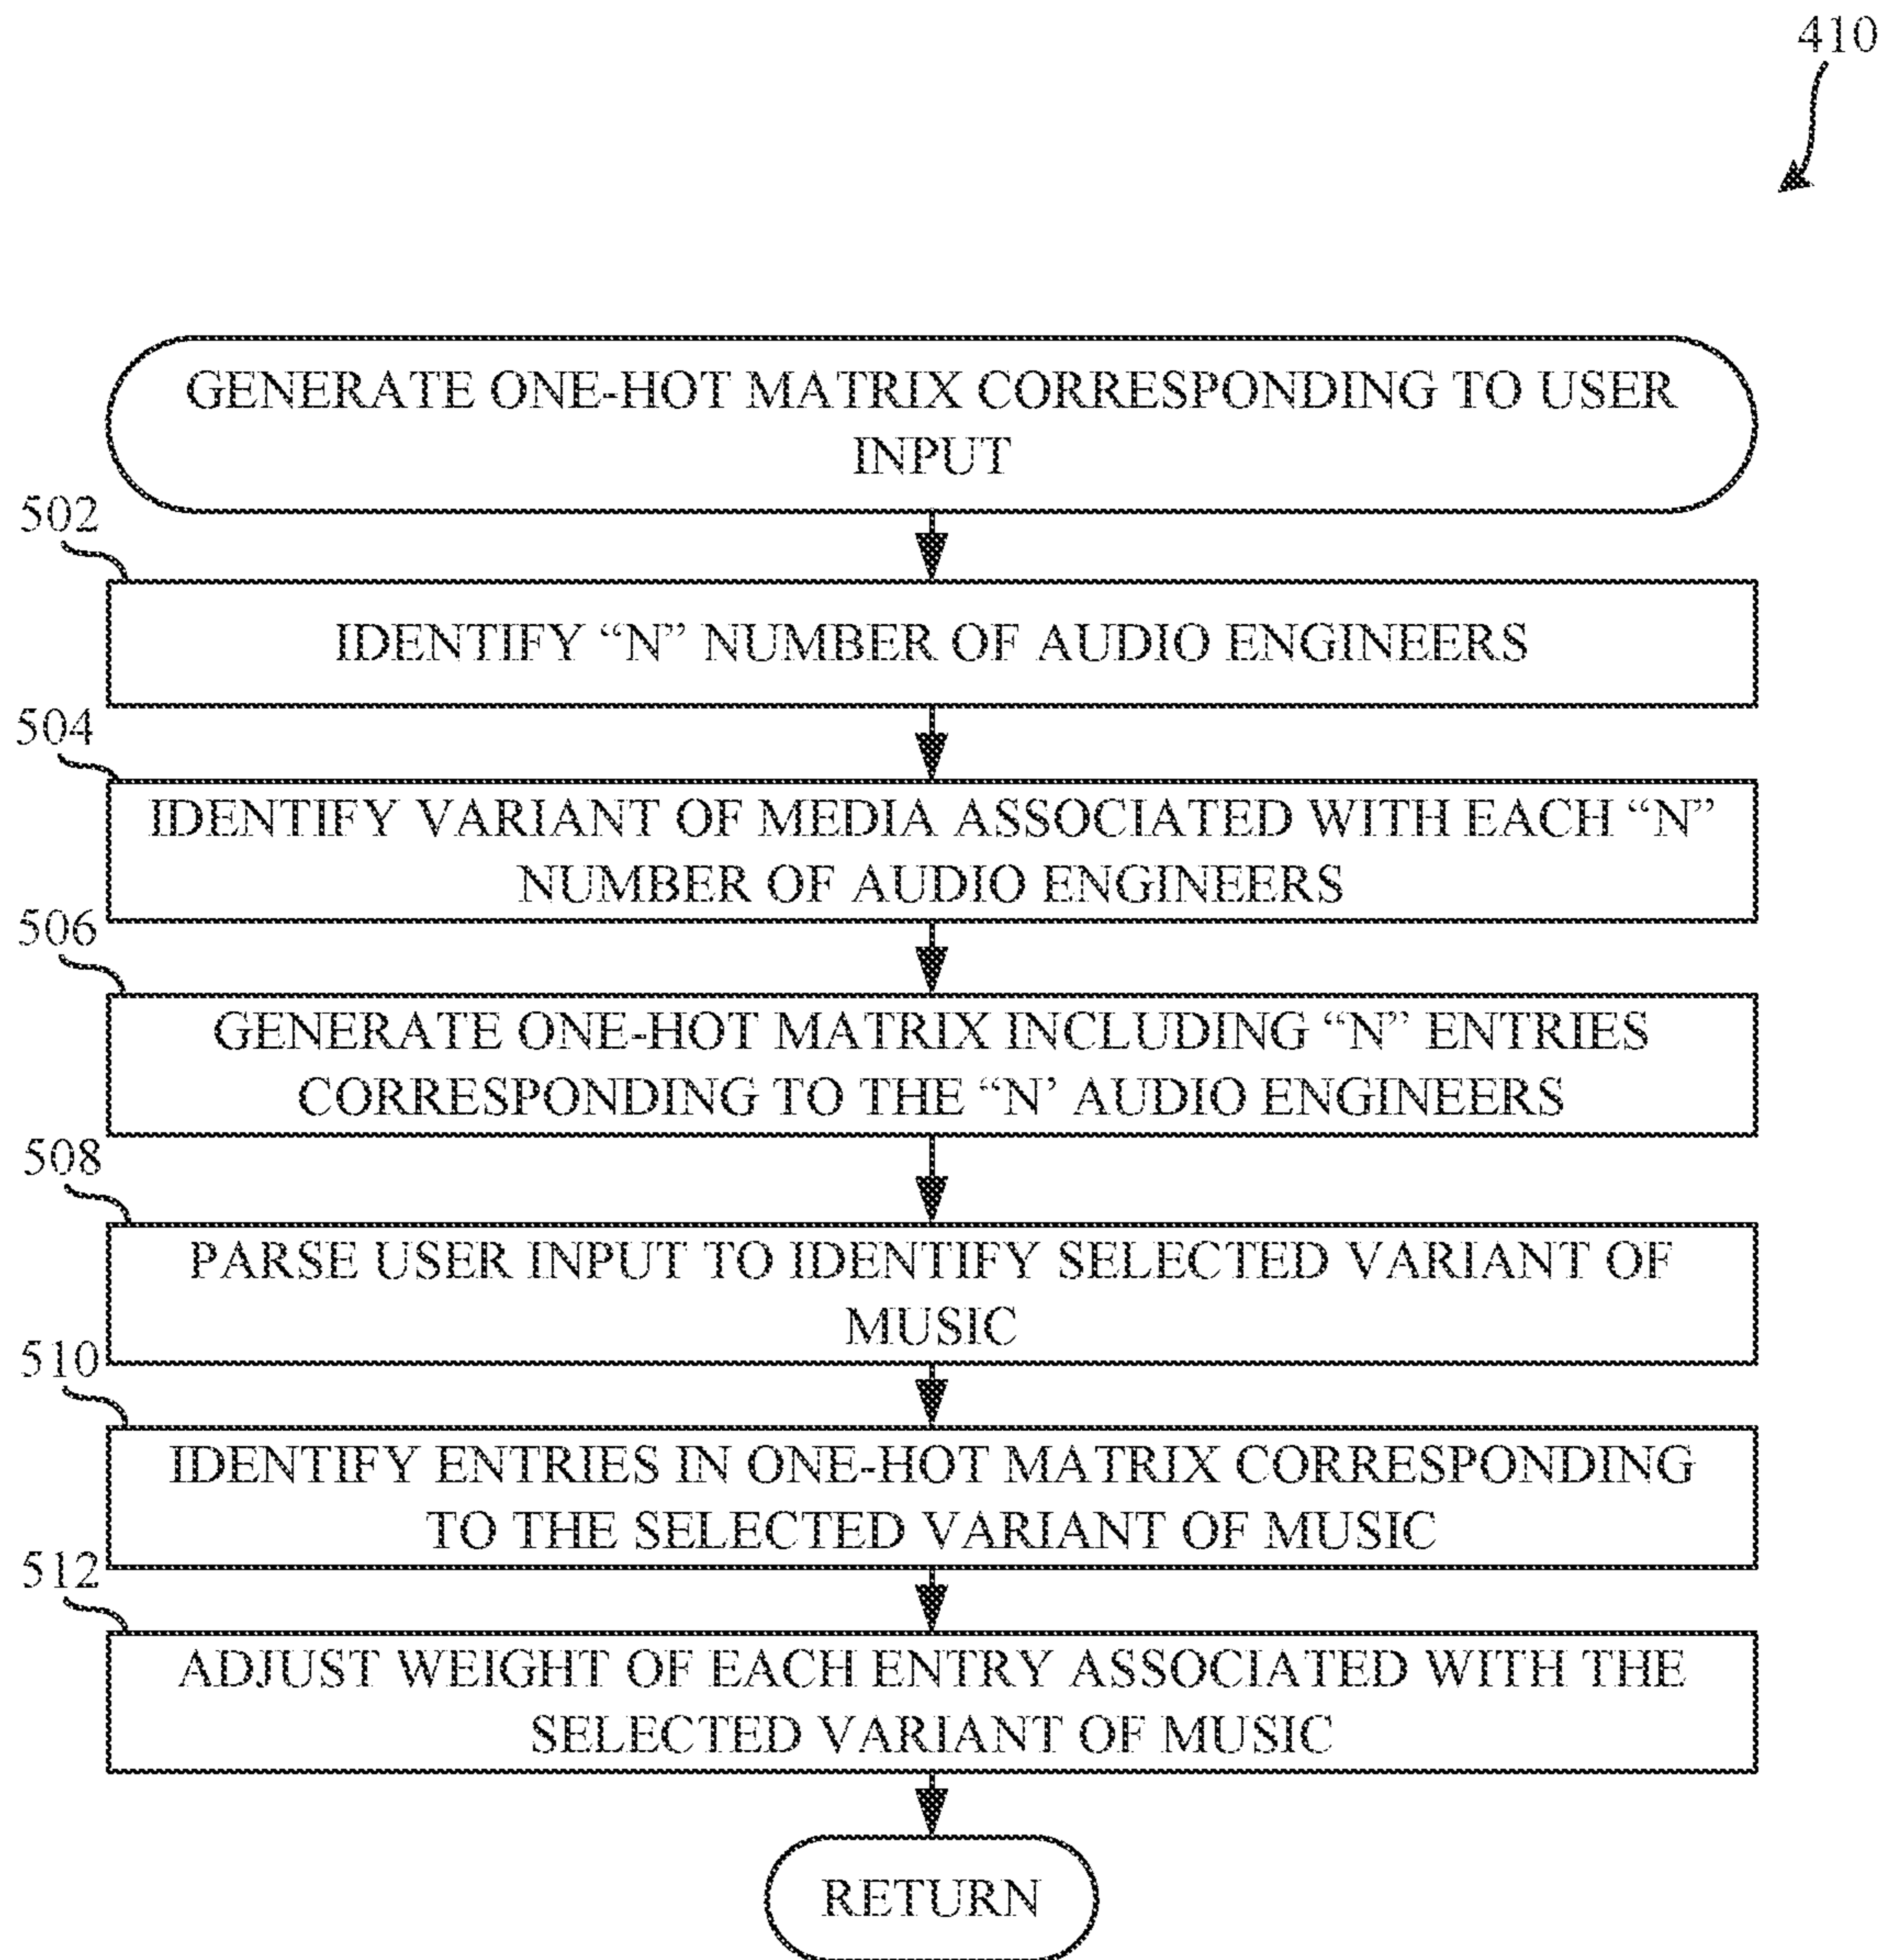 410
GENERATE ONE-HOT MATRIX CORRESPONDING TO USER
INPUT
502
IDENTIFY “N” NUMBER OF AUDIO ENGINEERS
504
IDENTIFY VARIANT OF MEDIA ASSOCIATED WITH EACH “N”
NUMBER OF AUDIO ENGINEERS
506
GENERATE ONE-HOT MATRIX INCLUDING “N” ENTRIES
CORRESPONDING TO THE “N’ AUDIO ENGINEERS
508
PARSE USER INPUT TO IDENTIFY SELECTED VARIANT OF
MUSIC
510
IDENTIFY ENTRIES IN ONE-HOT MATRIX CORRESPONDING
TO THE SELECTED VARIANT OF MUSIC
512
ADJUST WEIGHT OF EACH ENTRY ASSOCIATED WITH THE
SELECTED VARIANT OF MUSIC
RETURN